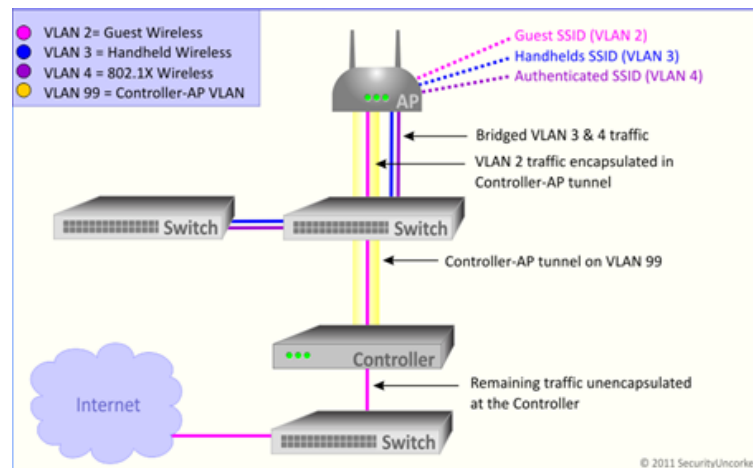 VLAN 2= Guest Wireless
VLAN 3 = Handheld Wireless
VLAN 4 = 802.1X Wireless
VLAN 99 = Controller-AP VLAN
Guest SSID (VLAN 2)
Handhelds SSID (VLAN 3)
Authenticated SSID (VLAN 4)
AP
Bridged VLAN 3 & 4 traffic
VLAN 2 traffic encapsulated in
Controller-AP tunnel
Switch
Switch
Controller-AP tunnel on VLAN 99
Controller
Remaining traffic unencapsulated
at the Controller
Internet
Switch
© 2011 SecurityUncorke